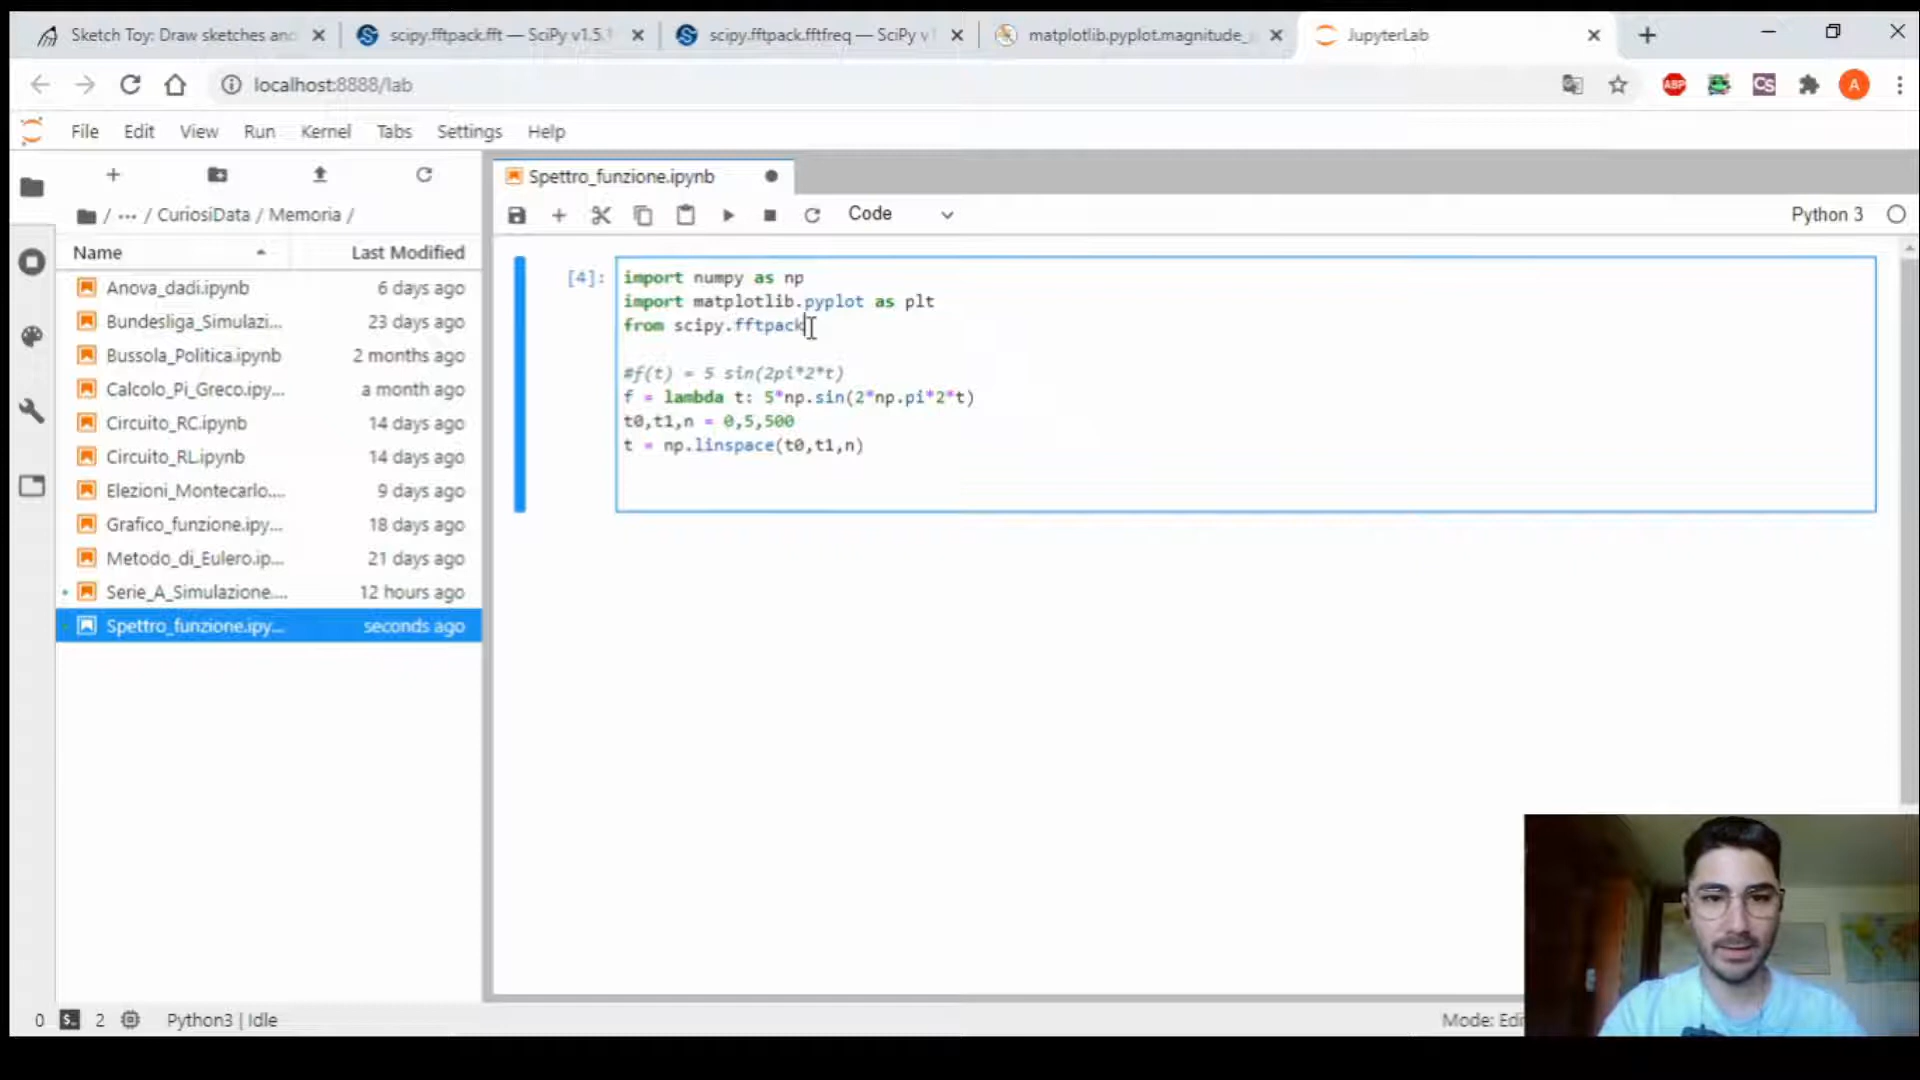 Sketch Toy: Draw sketches and
scipy.fftpack.fft — SciPy v1.5.
scipy.fftpack.fftfreq — SciPy v
matplotlib.pyplot.magnitude_
JupyterLab
localhost:8888/lab
ABP
CS
A
File Edit View Run Kernel Tabs Settings Help
Spettro_funzione.ipynb
/ ··· / CuriosiData / Memoria /
Code
Python 3
Name Last Modified
Anova_dadi.ipynb 6 days ago
Bundesliga_Simulazi... 23 days ago
Bussola_Politica.ipynb 2 months ago
Calcolo_Pi_Greco.ipy... a month ago
Circuito_RC.ipynb 14 days ago
Circuito_RL.ipynb 14 days ago
Elezioni_Montecarlo.... 9 days ago
Grafico_funzione.ipy... 18 days ago
Metodo_di_Eulero.ip... 21 days ago
Serie_A_Simulazione.... 12 hours ago
Spettro_funzione.ipy... seconds ago
[4]:
import numpy as np
import matplotlib.pyplot as plt
from scipy.fftpack
#f(t) = 5 sin(2pi*2*t)
f = lambda t: 5*np.sin(2*np.pi*2*t)
t0,t1,n = 0,5,500
t = np.linspace(t0,t1,n)
0 2 Python3 | Idle
Mode: Edi